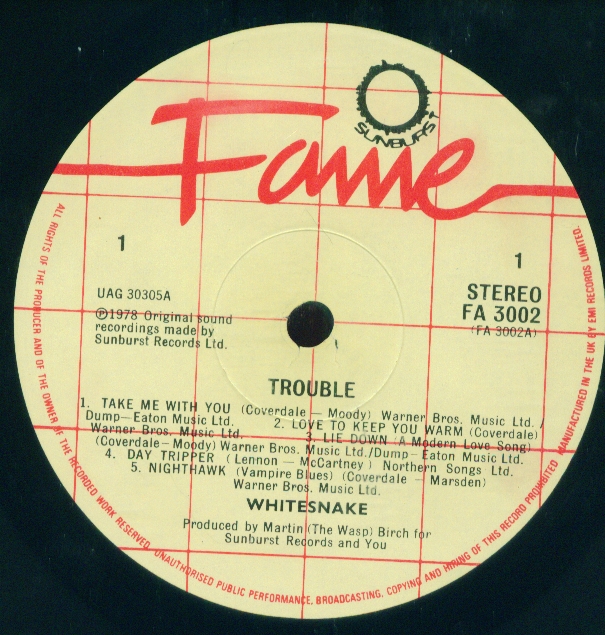 SUNBURST
Fame
1
1
UAG 30305A
STEREO
FA 3002
(FA 3002A)
℗1978 Original sound
recordings made by
Sunburst Records Ltd.
TROUBLE
1. TAKE ME WITH YOU (Coverdale – Moody) Warner Bros. Music Ltd. /
Dump–Eaton Music Ltd. 2. LOVE TO KEEP YOU WARM (Coverdale)
Warner Bros. Music Ltd. 3. LIE DOWN (A Modern Love Song)
(Coverdale–Moody) Warner Bros. Music Ltd./Dump–Eaton Music Ltd.
4. DAY TRIPPER (Lennon – McCartney) Northern Songs Ltd.
5. NIGHTHAWK (Vampire Blues) (Coverdale – Marsden)
Warner Bros. Music Ltd.
WHITESNAKE
Produced by Martin (The Wasp) Birch for
Sunburst Records and You
ALL RIGHTS OF THE PRODUCER AND OF THE OWNER OF THE RECORDED WORK RESERVED. UNAUTHORISED PUBLIC PERFORMANCE, BROADCASTING, COPYING AND HIRING OF THIS RECORD PROHIBITED. MANUFACTURED IN THE UK BY EMI RECORDS LIMITED.